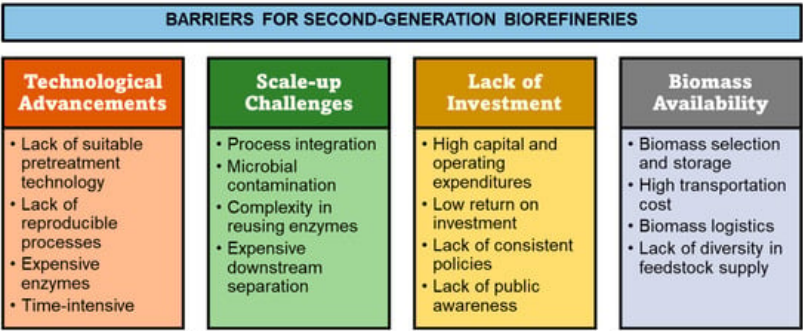 BARRIERS FOR SECOND-GENERATION BIOREFINERIES
Technological
Advancements
• Lack of suitable
pretreatment
technology
• Lack of
reproducible
processes
• Expensive
enzymes
• Time-intensive
Scale-up
Challenges
• Process integration
• Microbial
contamination
• Complexity in
reusing enzymes
• Expensive
downstream
separation
Lack of
Investment
• High capital and
operating
expenditures
• Low return on
investment
• Lack of consistent
policies
• Lack of public
awareness
Biomass
Availability
• Biomass selection
and storage
• High transportation
cost
• Biomass logistics
• Lack of diversity in
feedstock supply